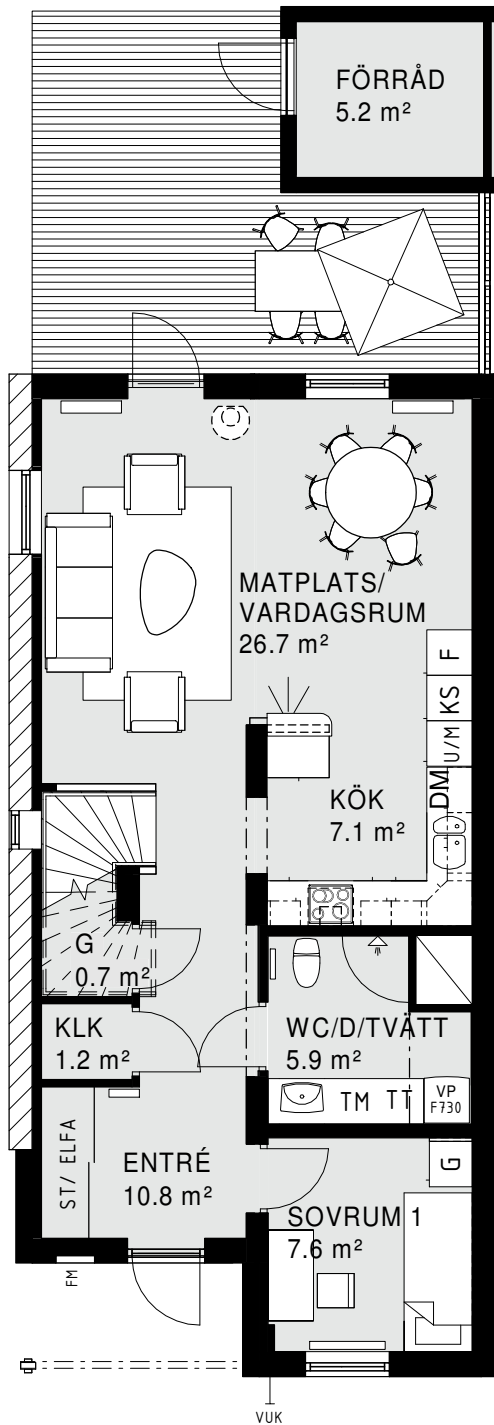 FÖRRÅD
5.2 m²
MATPLATS/
VARDAGSRUM
26.7 m²
F
KS
U/M
DM
KÖK
7.1 m²
G
0.7 m²
KLK
1.2 m²
WC/D/TVÄTT
5.9 m²
TM TT
VP
F730
ST/ ELFA
ENTRÉ
10.8 m²
G
SOVRUM 1
7.6 m²
FM
VUK